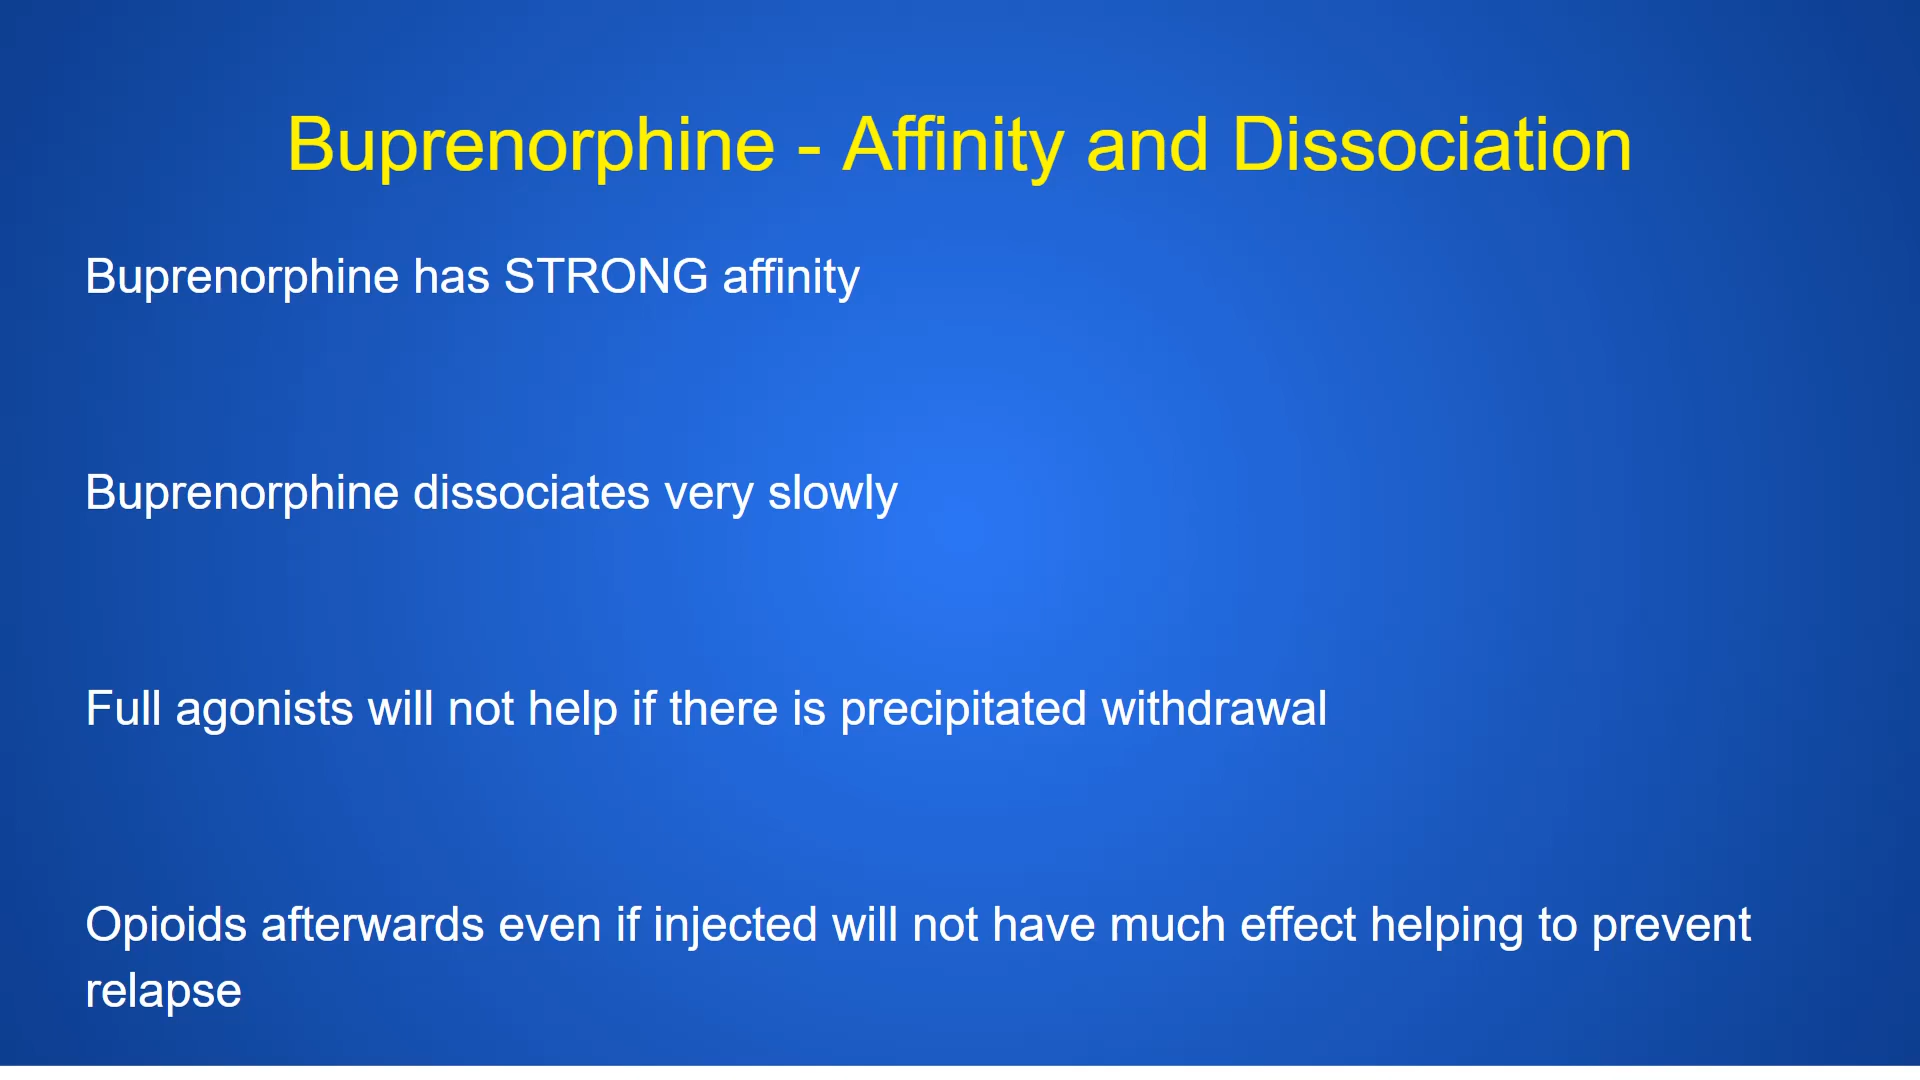 Buprenorphine - Affinity and Dissociation
Buprenorphine has STRONG affinity
Buprenorphine dissociates very slowly
Full agonists will not help if there is precipitated withdrawal
Opioids afterwards even if injected will not have much effect helping to prevent
relapse